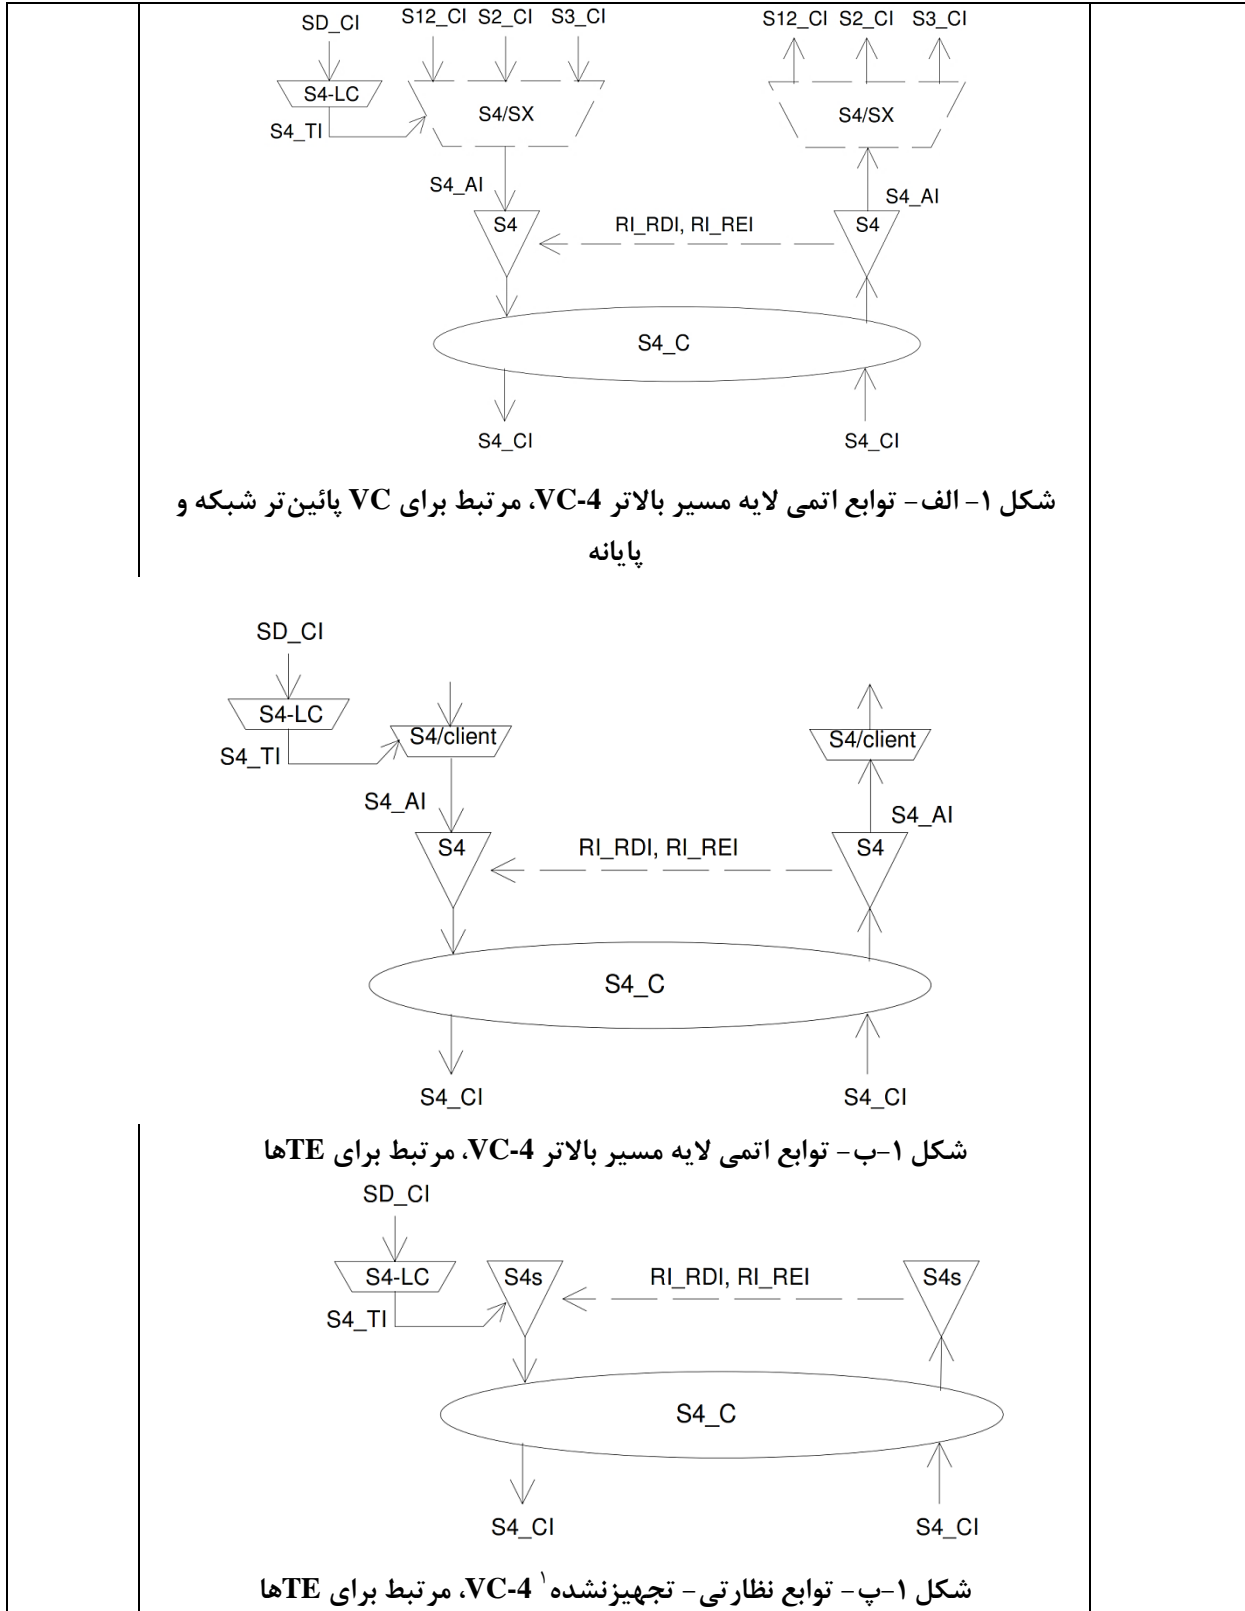 SD_CI S12_CI S2_CI S3_CI S12_CI S2_CI S3_CI
S4-LC S4/SX S4/SX
S4_TI
S4_AI S4_AI
S4 RI_RDI, RI_REI S4
S4_C
S4_CI S4_CI
شکل ۱- الف- توابع اتمی لایه مسیر بالاتر VC-4، مرتبط برای VC پائین‌تر شبکه و
پایانه
SD_CI
S4-LC S4/client S4/client
S4_TI
S4_AI S4_AI
S4 RI_RDI, RI_REI S4
S4_C
S4_CI S4_CI
شکل ۱-ب- توابع اتمی لایه مسیر بالاتر VC-4، مرتبط برای TEها
SD_CI
S4-LC S4s RI_RDI, RI_REI S4s
S4_TI
S4_C
S4_CI S4_CI
شکل ۱-پ- توابع نظارتی- تجهیزنشده۱ VC-4، مرتبط برای TEها